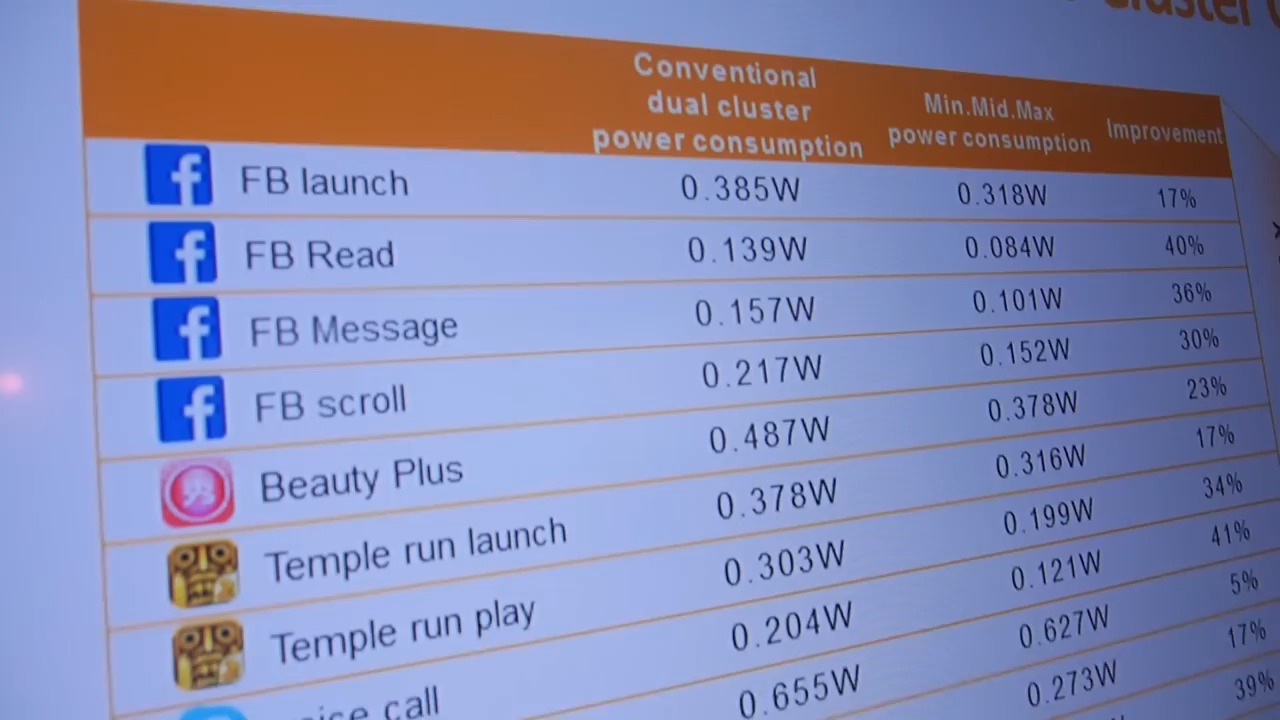 Cluster
Conventional
dual cluster
power consumption
Min.Mid.Max
power consumption
Improvement
FB launch 0.385W 0.318W 17%
FB Read 0.139W 0.084W 40%
FB Message 0.157W 0.101W 36%
FB scroll 0.217W 0.152W 30%
Beauty Plus 0.487W 0.378W 23%
Temple run launch 0.378W 0.316W 17%
Temple run play 0.303W 0.199W 34%
call 0.204W 0.121W 41%
0.655W 0.627W 5%
0.273W 17%
39%